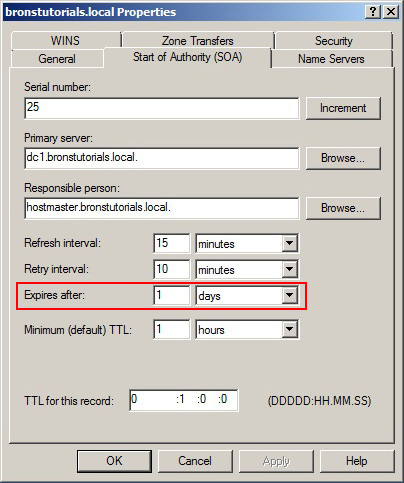 bronstutorials.local Properties
WINS Zone Transfers Security
General Start of Authority (SOA) Name Servers
Serial number:
25 Increment
Primary server:
dc1.bronstutorials.local. Browse...
Responsible person:
hostmaster.bronstutorials.local. Browse...
Refresh interval: 15 minutes
Retry interval: 10 minutes
Expires after: 1 days
Minimum (default) TTL: 1 hours
TTL for this record: 0 :1 :0 :0 (DDDDD:HH.MM.SS)
OK Cancel Apply Help